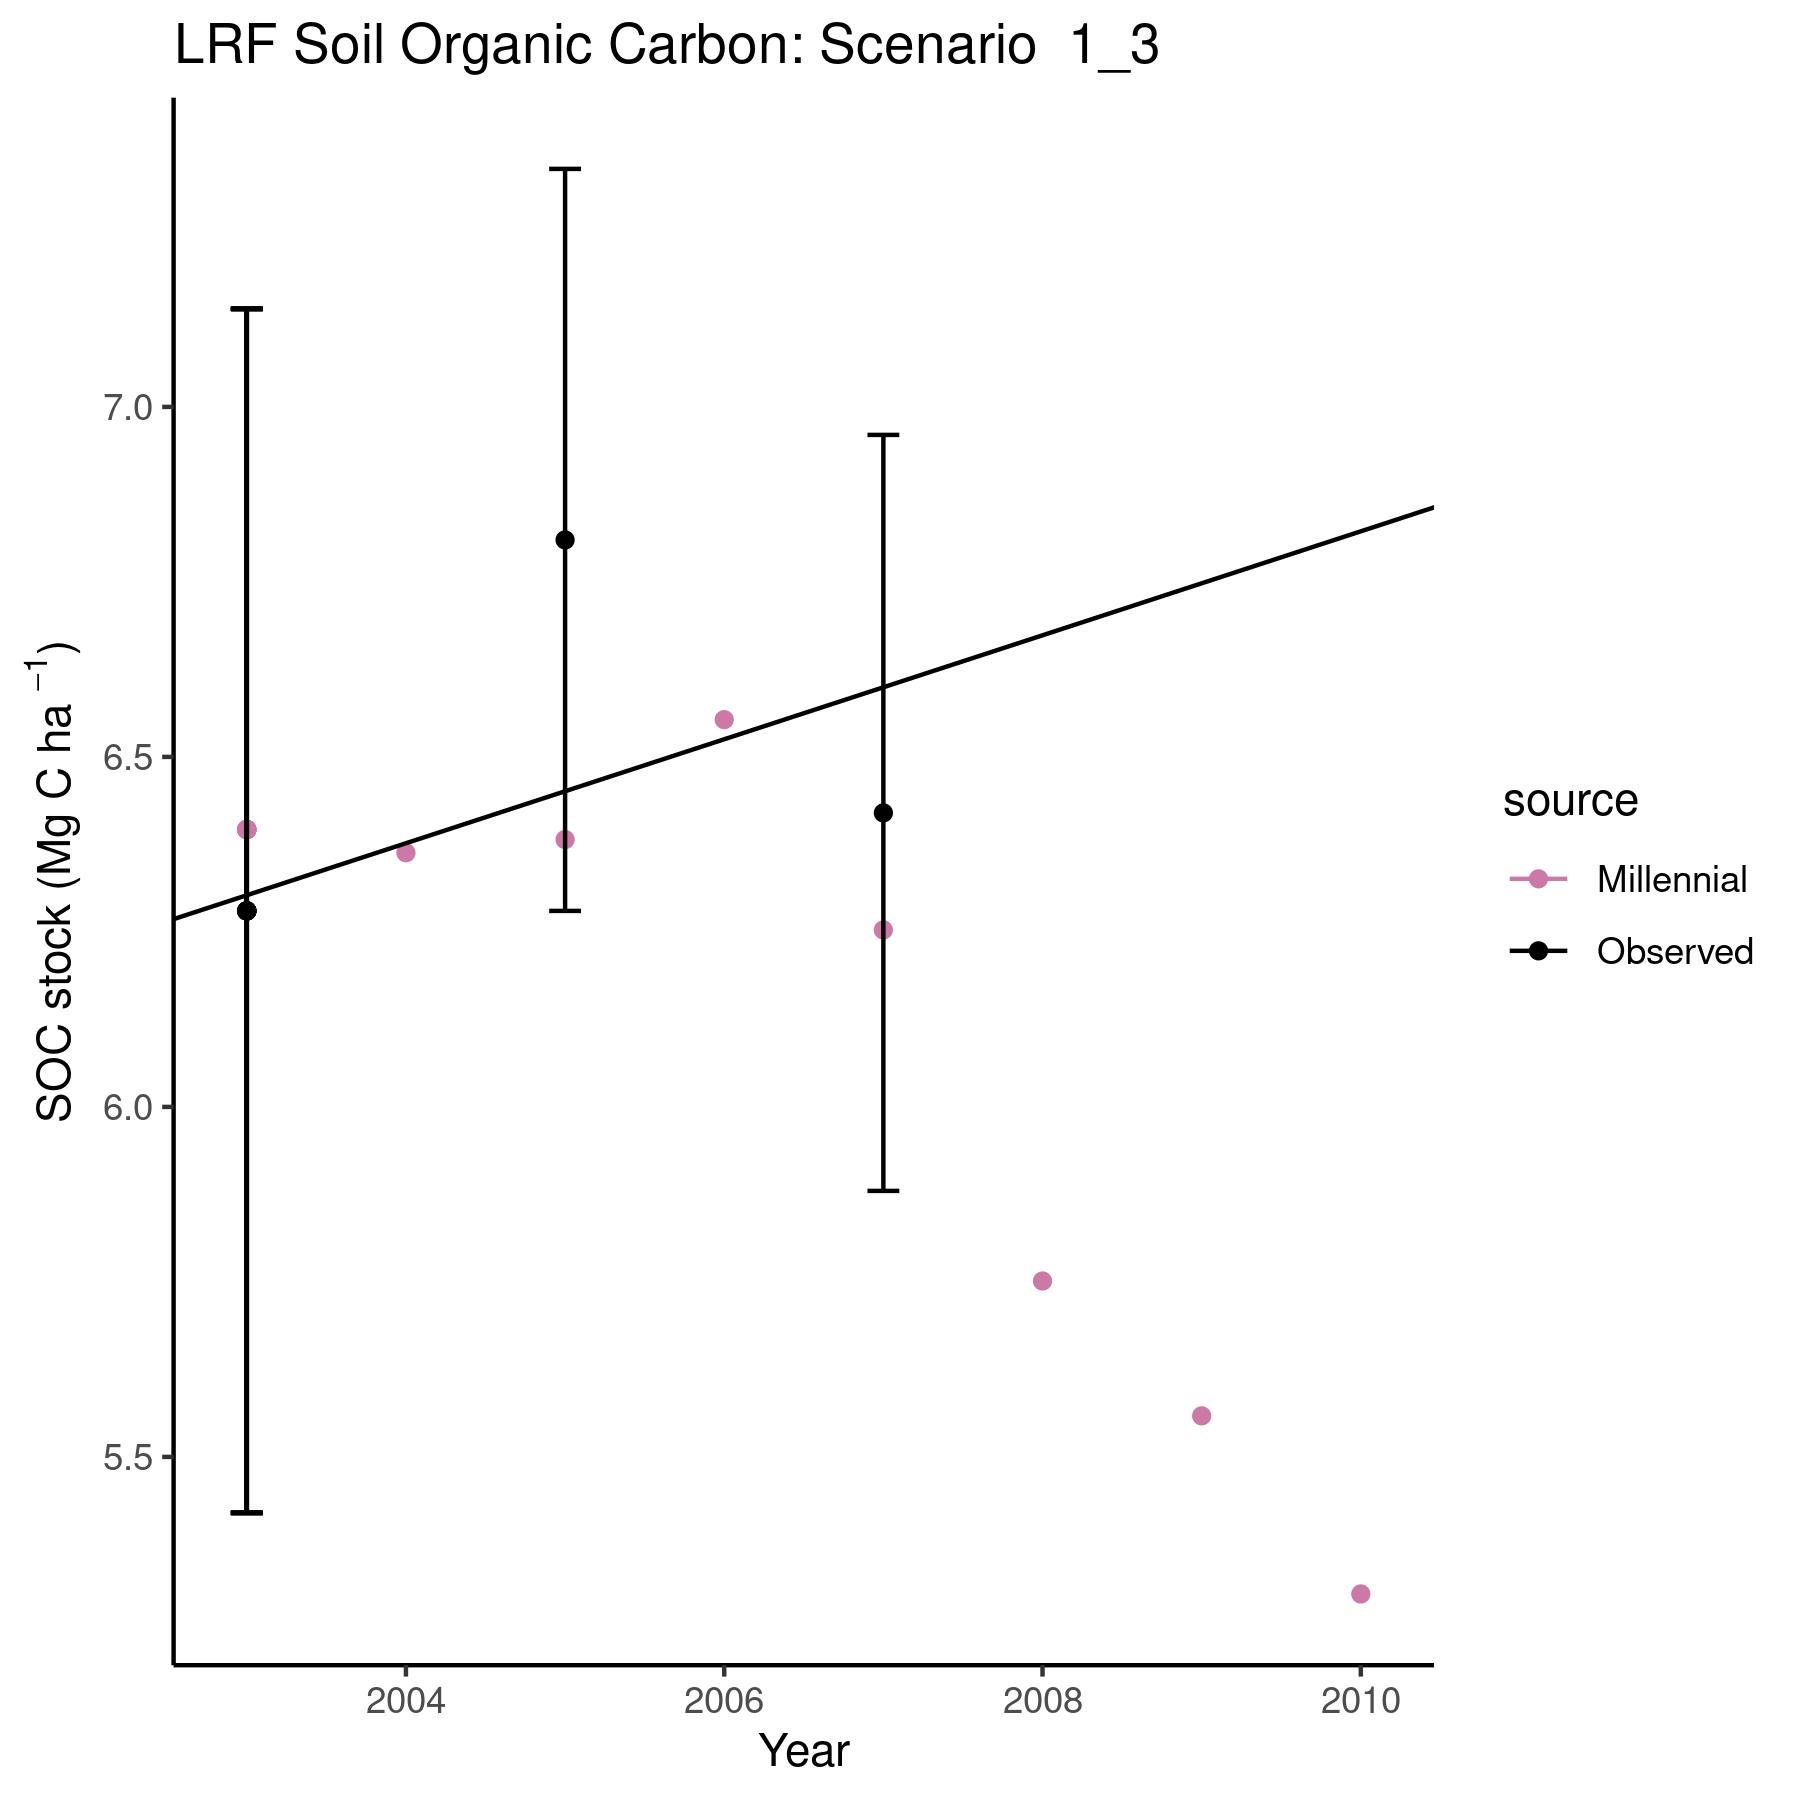 LRF Soil Organic Carbon: Scenario  1_3
SOC stock (Mg C ha −1)
7.0
6.5
6.0
5.5
2004 2006 2008 2010
Year
source
Millennial
Observed